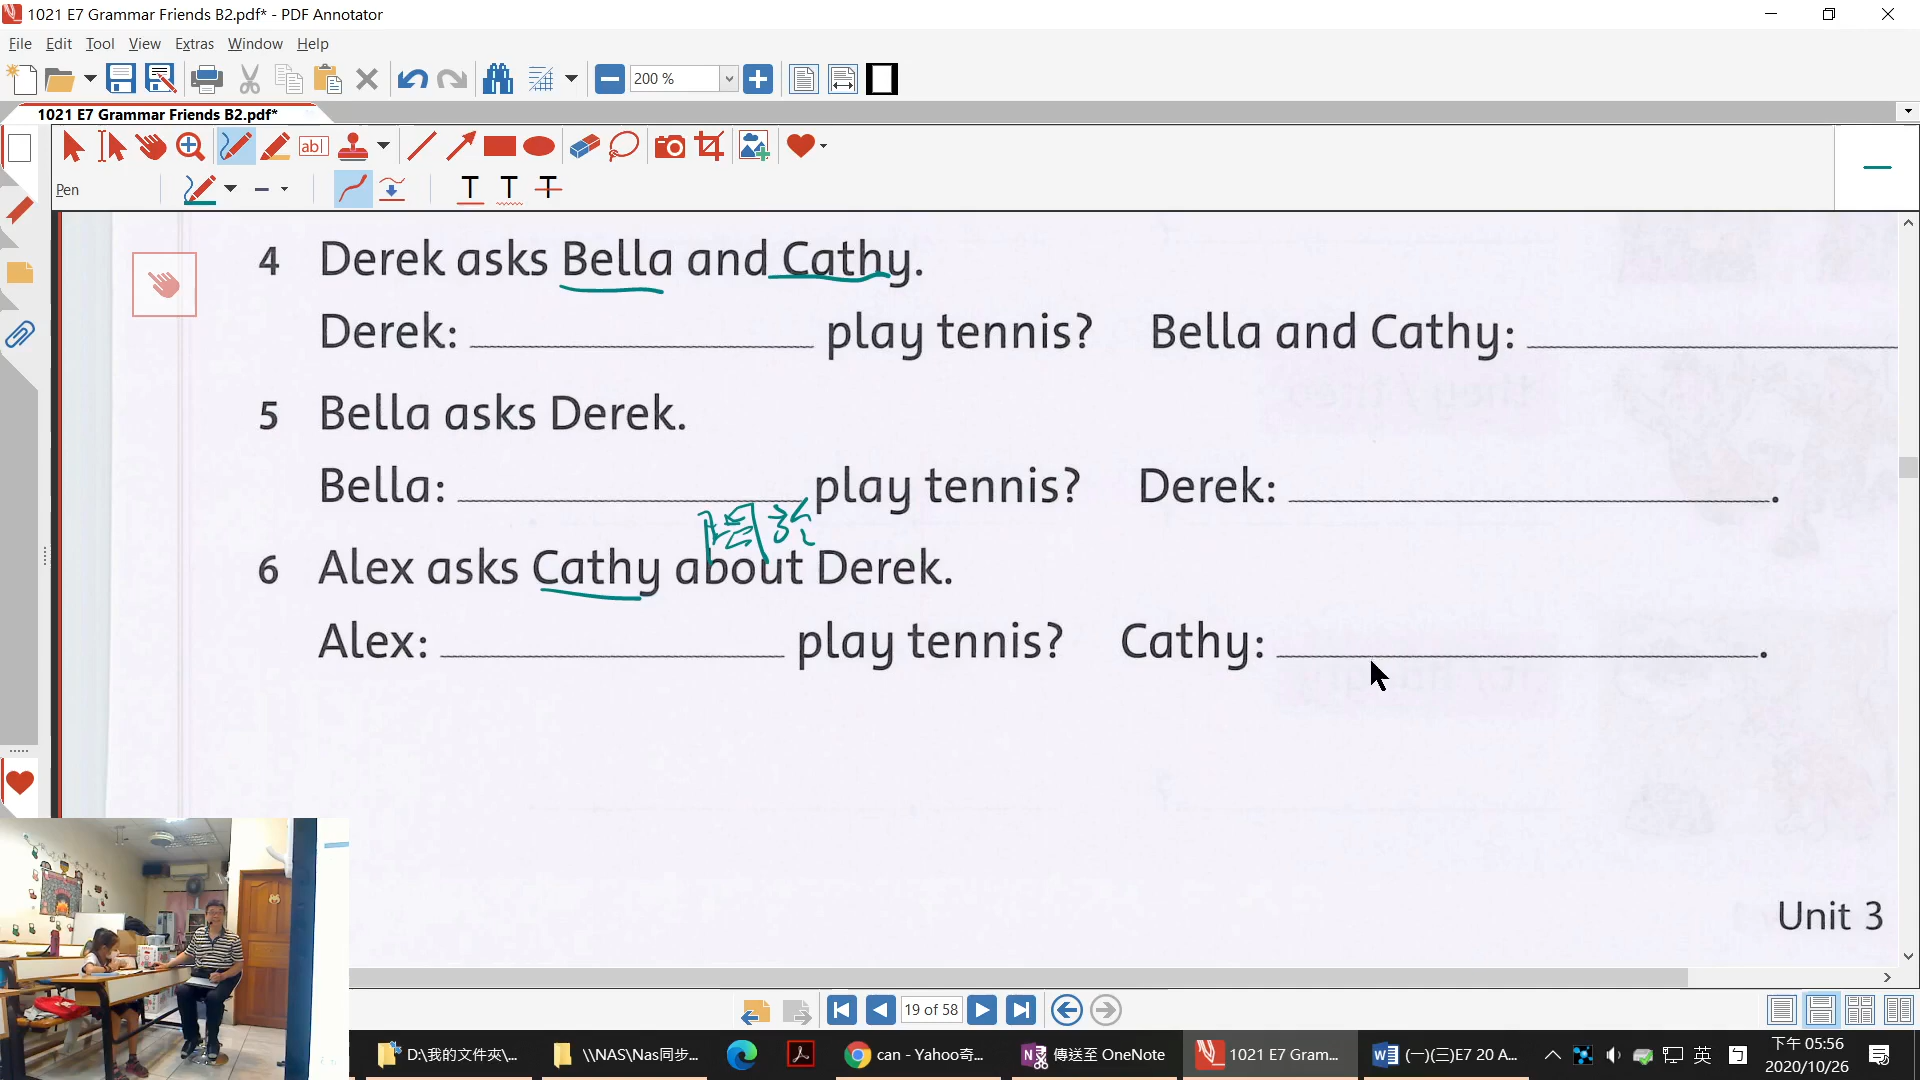 1021 E7 Grammar Friends B2.pdf* - PDF Annotator
File Edit Tool View Extras Window Help
200 %
1021 E7 Grammar Friends B2.pdf*
ab|
Pen
T T T
4 Derek asks Bella and Cathy.
Derek: play tennis? Bella and Cathy:
5 Bella asks Derek.
Bella: play tennis? Derek: .
6 Alex asks Cathy about Derek.
Alex: play tennis? Cathy: .
Unit 3
19 of 58
D:\我的文件夾\... \\NAS\Nas同步... can - Yahoo奇... 傳送至 OneNote 1021 E7 Gram... (一)(三)E7 20 A... 英 下午 05:56
2020/10/26